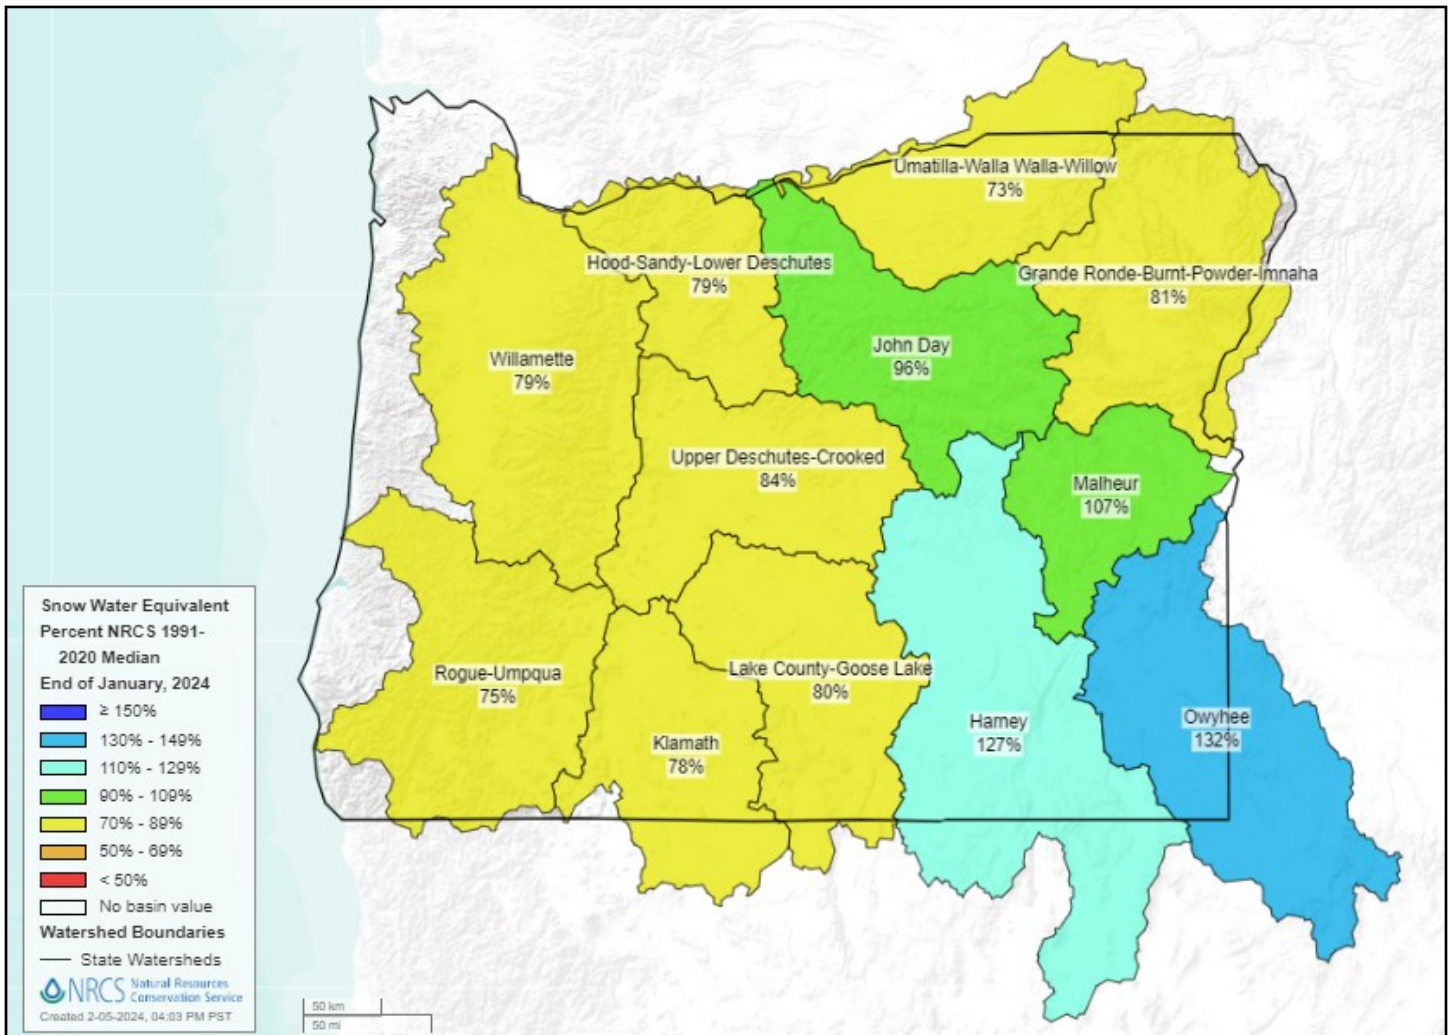 Umatilla-Walla Walla-Willow
73%
Hood-Sandy-Lower Deschutes
79%
Grande Ronde-Burnt-Powder-Imnaha
81%
John Day
96%
Willamette
79%
Upper Deschutes-Crooked
84%
Malheur
107%
Rogue-Umpqua
75%
Lake County-Goose Lake
80%
Klamath
78%
Harney
127%
Owyhee
132%
Snow Water Equivalent
Percent NRCS 1991-
2020 Median
End of January, 2024
≥ 150%
130% - 149%
110% - 129%
90% - 109%
70% - 89%
50% - 69%
< 50%
No basin value
Watershed Boundaries
State Watersheds
NRCS Natural Resources
Conservation Service
Created 2-05-2024, 04:03 PM PST
50 km
50 mi